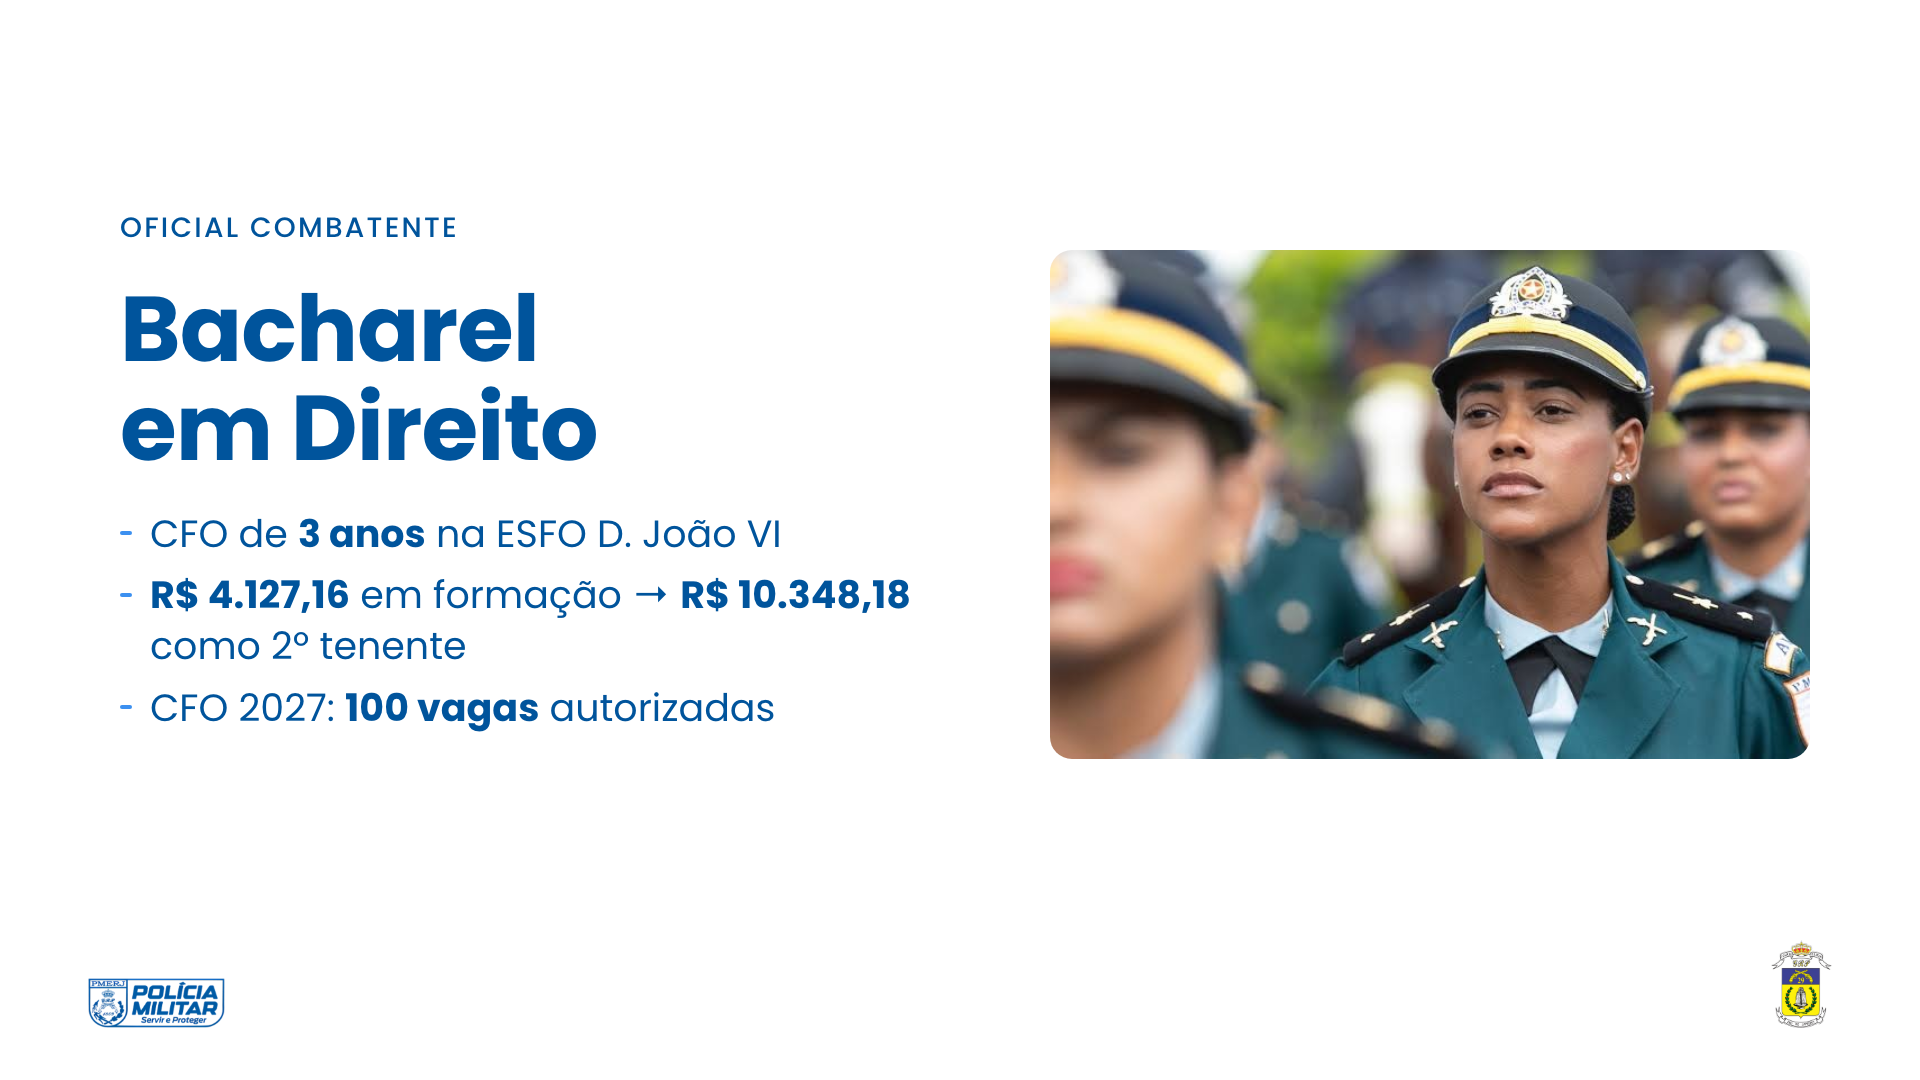 OFICIAL COMBATENTE
Bacharel
em Direito
- CFO de 3 anos na ESFO D. João VI
- R$ 4.127,16 em formação → R$ 10.348,18
como 2º tenente
- CFO 2027: 100 vagas autorizadas
PMERJ
POLÍCIA
MILITAR
Servir e Proteger
29